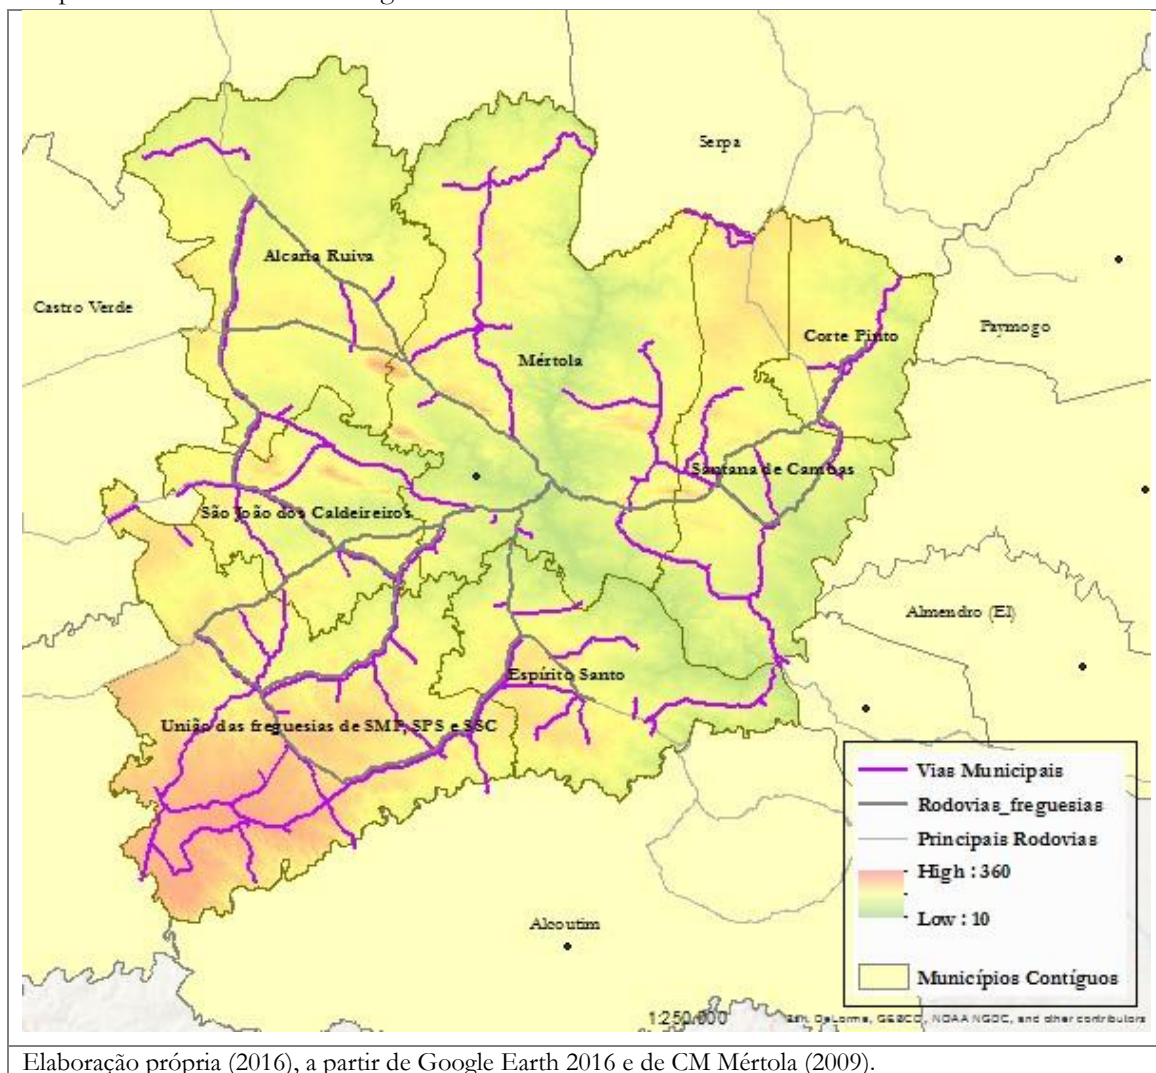 Serpa
Alcaria Ruiva
Castro Verde
Corte Pinto
Paymogo
Mértola
Santana de Cambas
São João dos Caldeireiros
Almendro (El)
Espírito Santo
União das freguesias de SMP, SPS e SSC
Alcoutim
Vias Municipais
Rodovias_freguesias
Principais Rodovias
High : 360
Low : 10
Municípios Contíguos
1:250.000
Esri, DeLorme, GEBCO, NOAA NGDC, and other contributors
Elaboração própria (2016), a partir de Google Earth 2016 e de CM Mértola (2009).